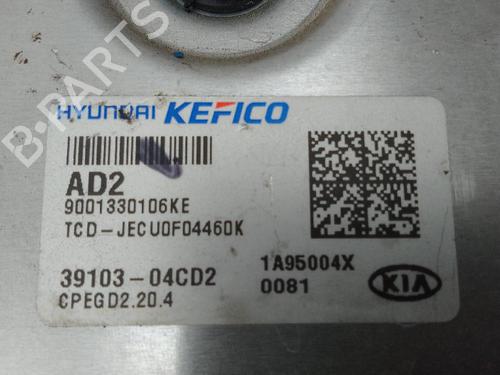 HYUNDAI KEFICO
AD2
9001330106KE
TCD-JECU0F04460K
39103-04CD2
CPEGD2.20.4
1A95004X
0081
KIA
B-PARTS